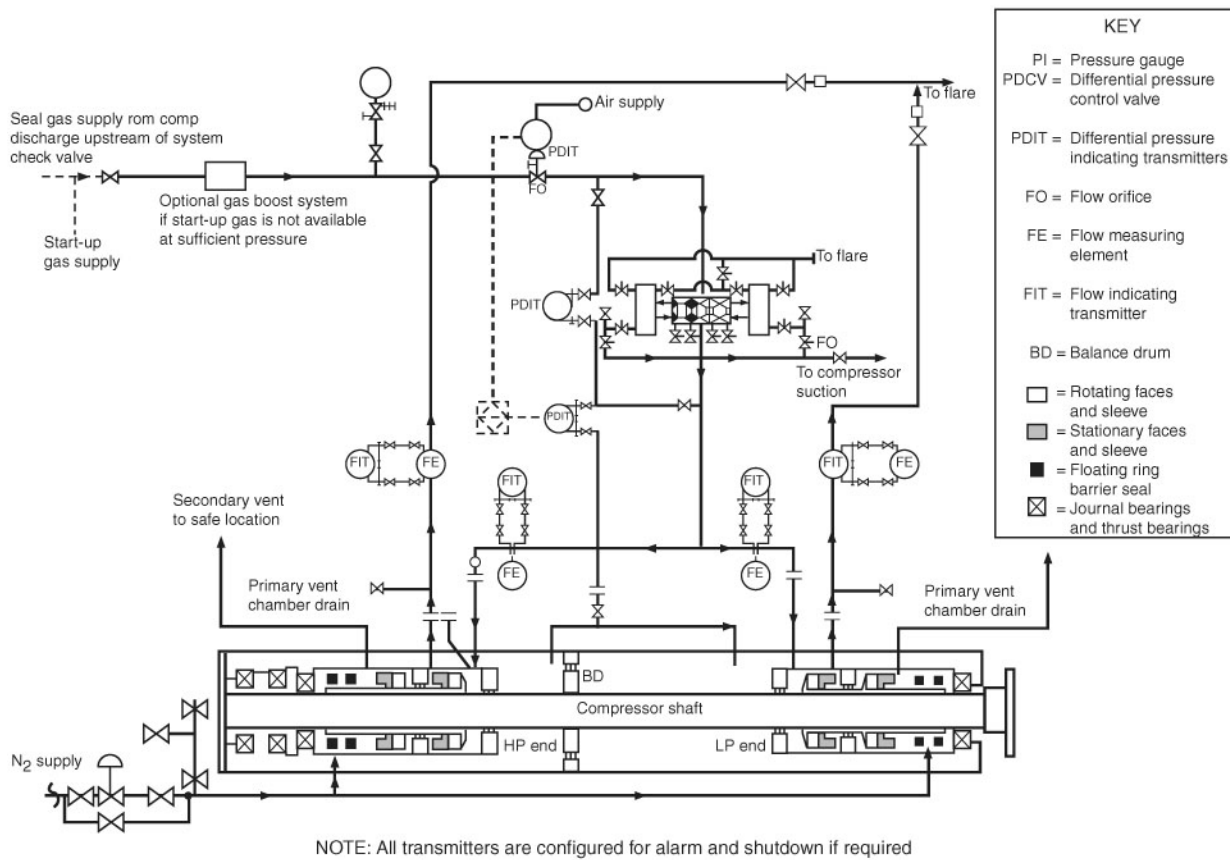 Seal gas supply rom comp
discharge upstream of system
check valve
Start-up
gas supply
Optional gas boost system
if start-up gas is not available
at sufficient pressure
Air supply
PDIT
FO
To flare
To flare
PDIT
FO
To compressor
suction
PDIT
FIT
FE
FIT
FE
FIT
FE
FIT
FE
Secondary vent
to safe location
Primary vent
chamber drain
Primary vent
chamber drain
BD
Compressor shaft
HP end
LP end
N2 supply
KEY
PI = Pressure gauge
PDCV = Differential pressure
control valve
PDIT = Differential pressure
indicating transmitters
FO = Flow orifice
FE = Flow measuring
element
FIT = Flow indicating
transmitter
BD = Balance drum
= Rotating faces
and sleeve
= Stationary faces
and sleeve
= Floating ring
barrier seal
= Journal bearings
and thrust bearings
NOTE: All transmitters are configured for alarm and shutdown if required